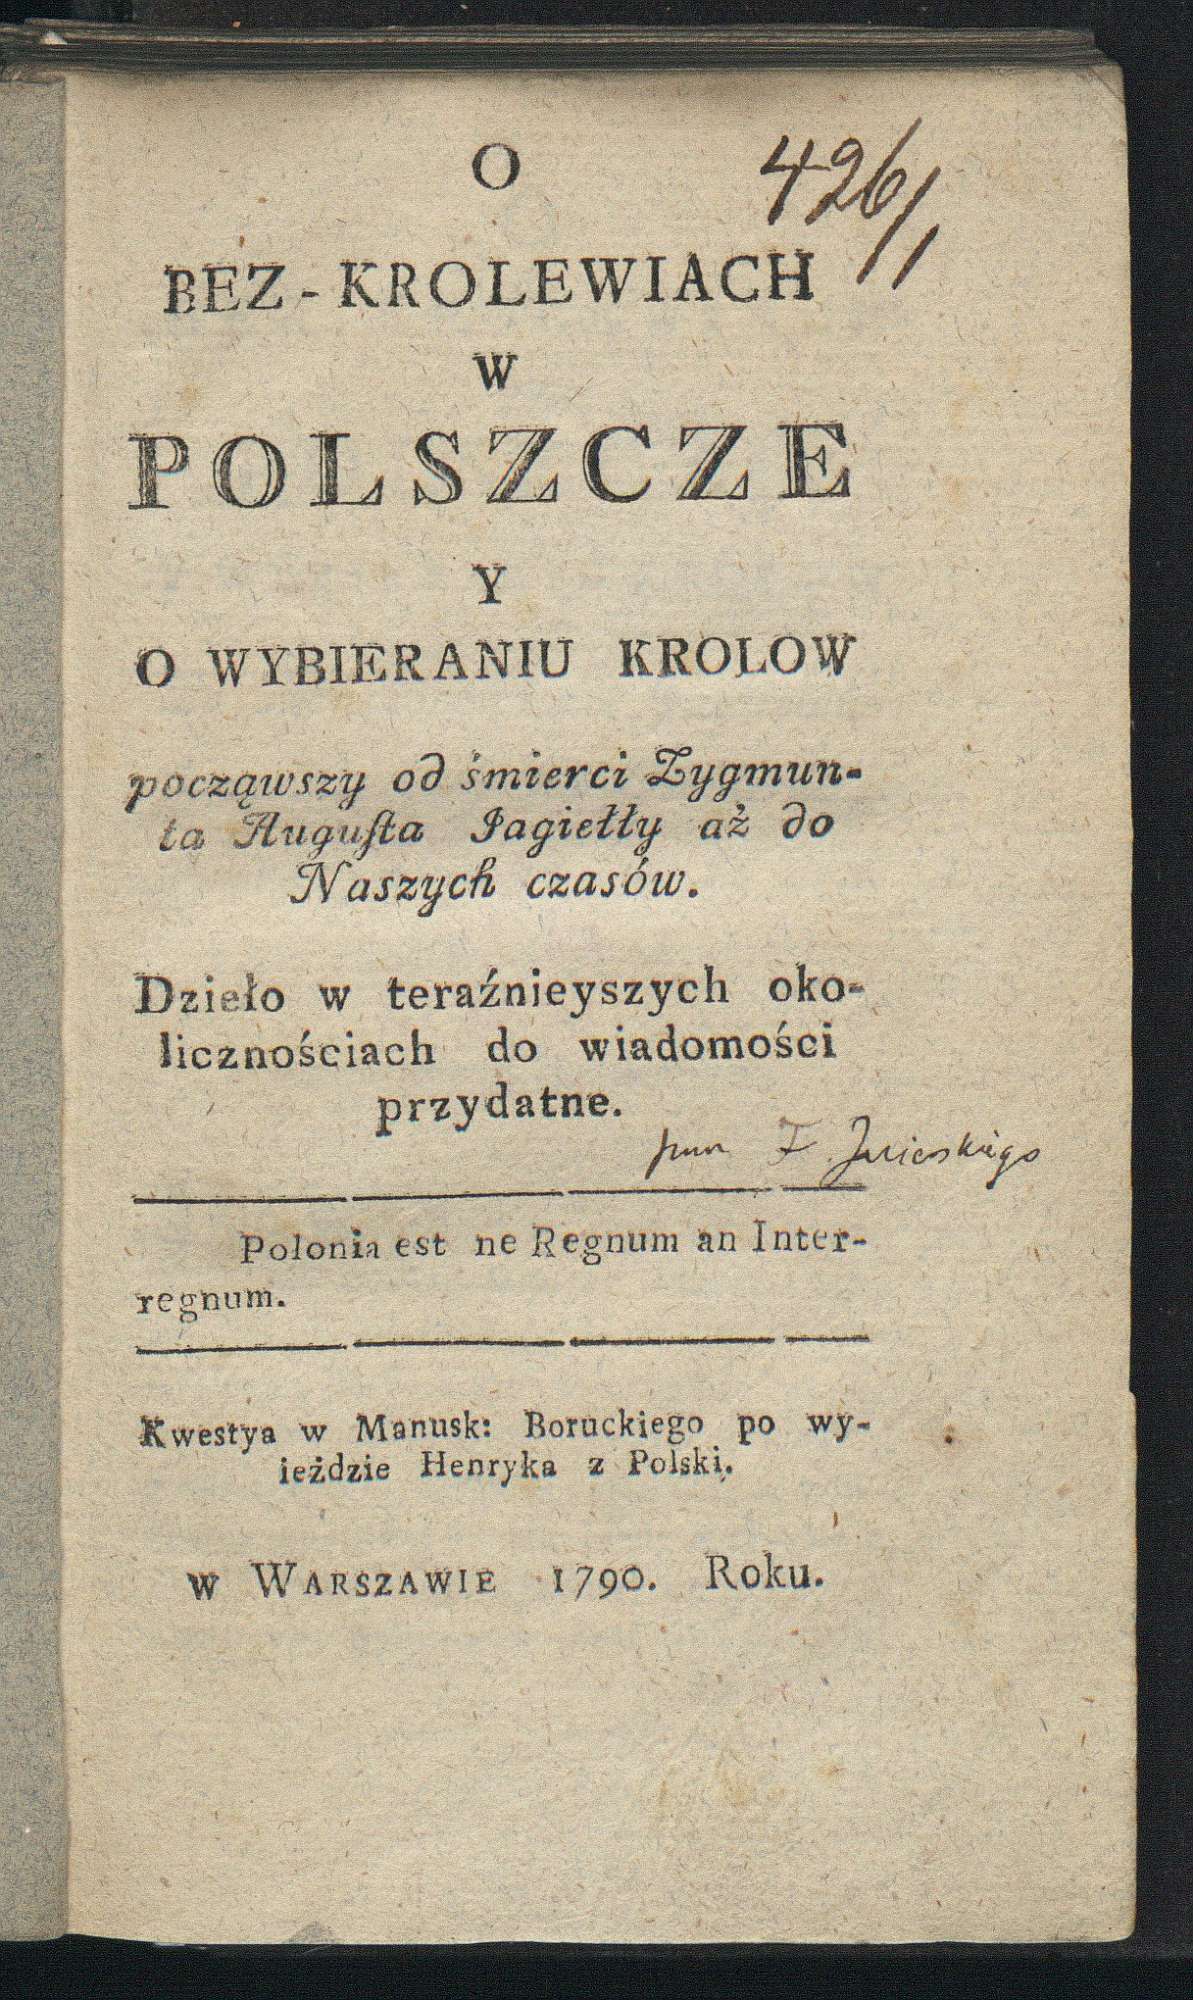 O
426/1
BEZ-KROLEWIACH
W
POLSZCZE
Y
O WYBIERANIU KROLOW
począwszy od śmierci Zygmun-
ta Auguſta Jagiełły aż do
Naszych czasów.
Dzieło w teraźnieyszych oko-
licznościach do wiadomości
przydatne.
F. Jezierskiego
Polonia est ne Regnum an Inter-
regnum.
Kwestya w Manusk: Boruckiego po wy-
ieździe Henryka z Polski.
w WARSZAWIE 1790. Roku.